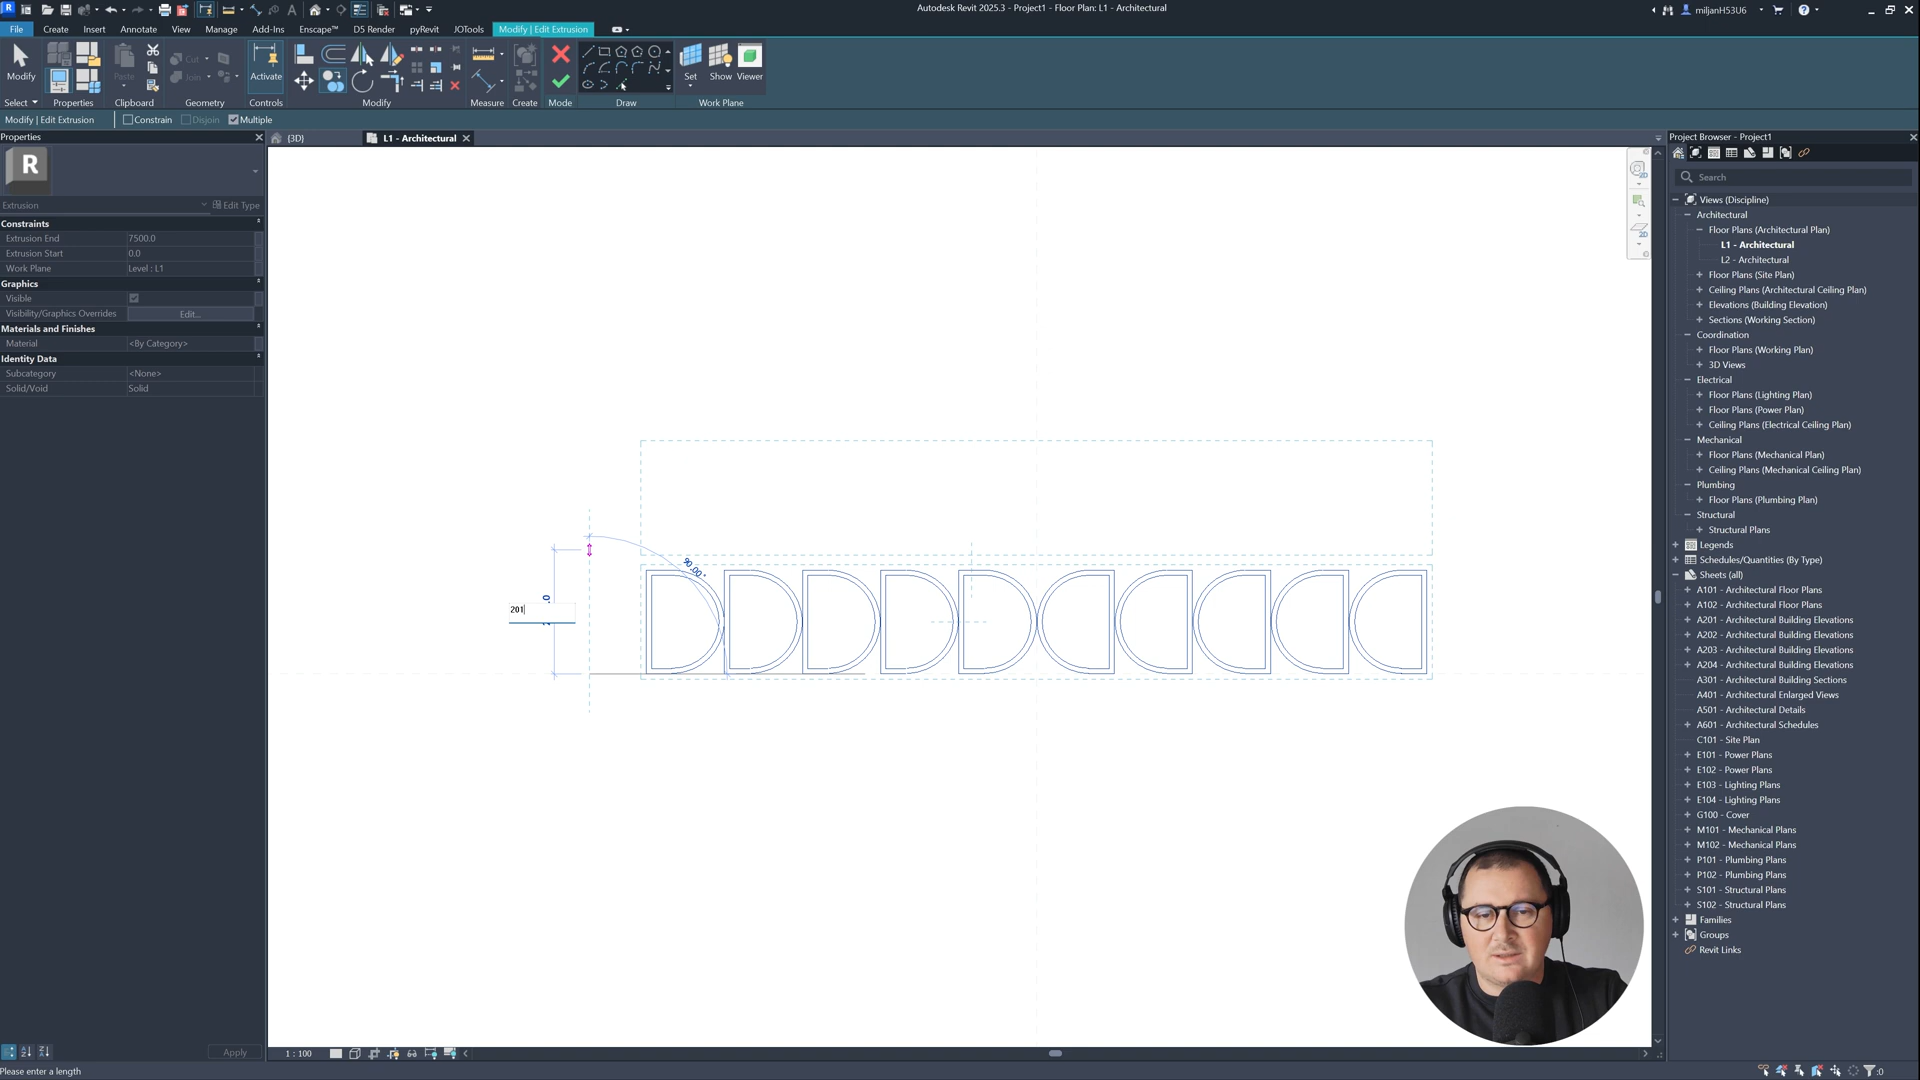 Autodesk Revit 2025.3 - Project1 - Floor Plan: L1 - Architectural
miljanH53U6
File
Create
Insert
Annotate
View
Manage
Add-Ins
Enscape™
D5 Render
pyRevit
JOTools
Modify | Edit Extrusion
Modify
Paste
Cut
Join
Activate
Set
Show
Viewer
Select
Properties
Clipboard
Geometry
Controls
Modify
Measure
Create
Mode
Draw
Work Plane
Modify | Edit Extrusion
Constrain
Disjoin
Multiple
Properties
{3D}
L1 - Architectural
Extrusion
Edit Type
Constraints
Extrusion End 7500.0
Extrusion Start 0.0
Work Plane Level : L1
Graphics
Visible
Visibility/Graphics Overrides Edit...
Materials and Finishes
Material <By Category>
Identity Data
Subcategory <None>
Solid/Void Solid
90.00°
201
Project Browser - Project1
Search
Views (Discipline)
Architectural
Floor Plans (Architectural Plan)
L1 - Architectural
L2 - Architectural
Floor Plans (Site Plan)
Ceiling Plans (Architectural Ceiling Plan)
Elevations (Building Elevation)
Sections (Working Section)
Coordination
Floor Plans (Working Plan)
3D Views
Electrical
Floor Plans (Lighting Plan)
Floor Plans (Power Plan)
Ceiling Plans (Electrical Ceiling Plan)
Mechanical
Floor Plans (Mechanical Plan)
Ceiling Plans (Mechanical Ceiling Plan)
Plumbing
Floor Plans (Plumbing Plan)
Structural
Structural Plans
Legends
Schedules/Quantities (By Type)
Sheets (all)
A101 - Architectural Floor Plans
A102 - Architectural Floor Plans
A201 - Architectural Building Elevations
A202 - Architectural Building Elevations
A203 - Architectural Building Elevations
A204 - Architectural Building Elevations
A301 - Architectural Building Sections
A401 - Architectural Enlarged Views
A501 - Architectural Details
A601 - Architectural Schedules
C101 - Site Plan
E101 - Power Plans
E102 - Power Plans
E103 - Lighting Plans
E104 - Lighting Plans
G100 - Cover
M101 - Mechanical Plans
M102 - Mechanical Plans
P101 - Plumbing Plans
P102 - Plumbing Plans
S101 - Structural Plans
S102 - Structural Plans
Families
Groups
Revit Links
Apply
1 : 100
Please enter a length
:0